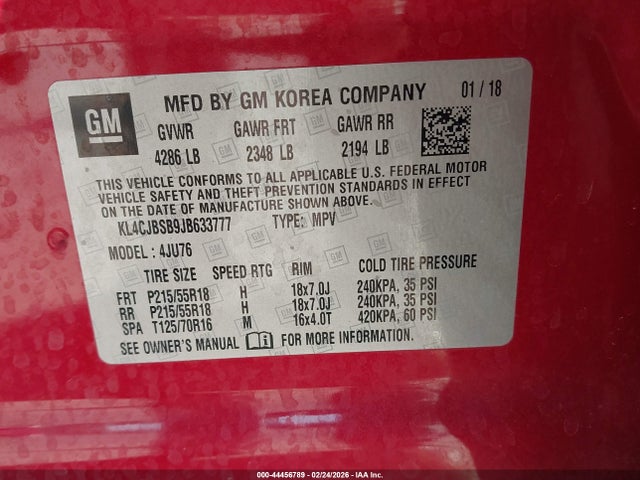 GM
MFD BY GM KOREA COMPANY 01 / 18
GVWR GAWR FRT GAWR RR
4286 LB 2348 LB 2194 LB
THIS VEHICLE CONFORMS TO ALL APPLICABLE U.S. FEDERAL MOTOR
VEHICLE SAFETY AND THEFT PREVENTION STANDARDS IN EFFECT
ON THE DATE OF MANUFACTURE SHOWN ABOVE.
KL4CJBSB9JB633777 TYPE: MPV
MODEL: 4JU76
TIRE SIZE SPEED RTG RIM COLD TIRE PRESSURE
FRT P215/55R18 H 18x7.0J 240KPA, 35 PSI
RR P215/55R18 H 18x7.0J 240KPA, 35 PSI
SPA T125/70R16 M 16x4.0T 420KPA, 60 PSI
SEE OWNER'S MANUAL FOR MORE INFORMATION.
000-44456789 - 02/24/2026 - IAA Inc.